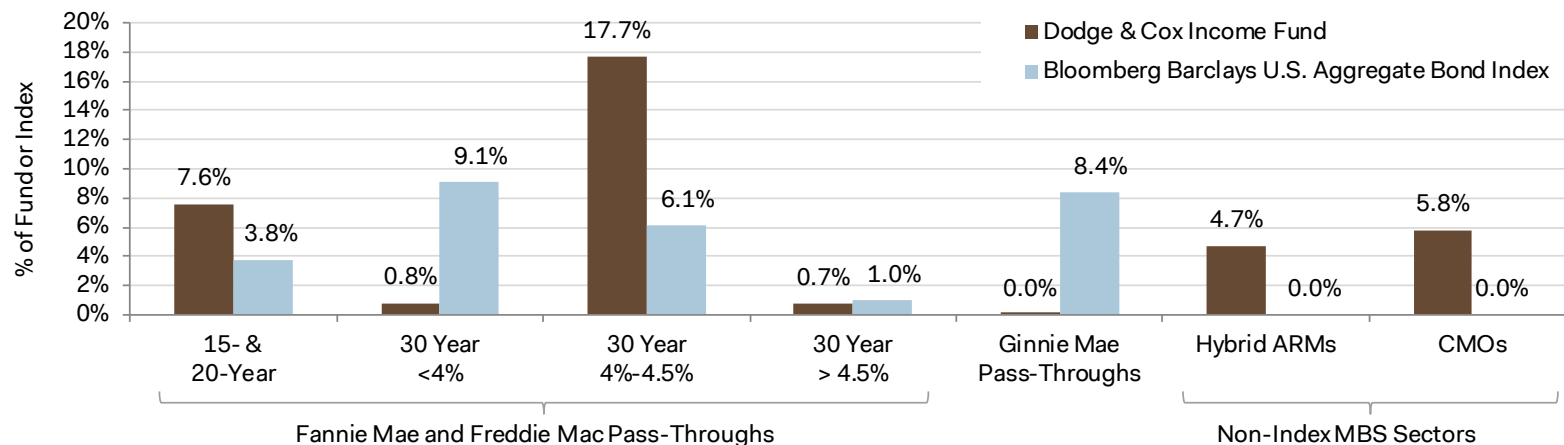 % of Fund or Index
20%
18%
16%
14%
12%
10%
8%
6%
4%
2%
0%
Dodge & Cox Income Fund
Bloomberg Barclays U.S. Aggregate Bond Index
7.6%
3.8%
0.8%
9.1%
17.7%
6.1%
0.7%
1.0%
0.0%
8.4%
4.7%
0.0%
5.8%
0.0%
15- &
20-Year
30 Year
<4%
30 Year
4%-4.5%
30 Year
> 4.5%
Ginnie Mae
Pass-Throughs
Hybrid ARMs
CMOs
Fannie Mae and Freddie Mac Pass-Throughs
Non-Index MBS Sectors